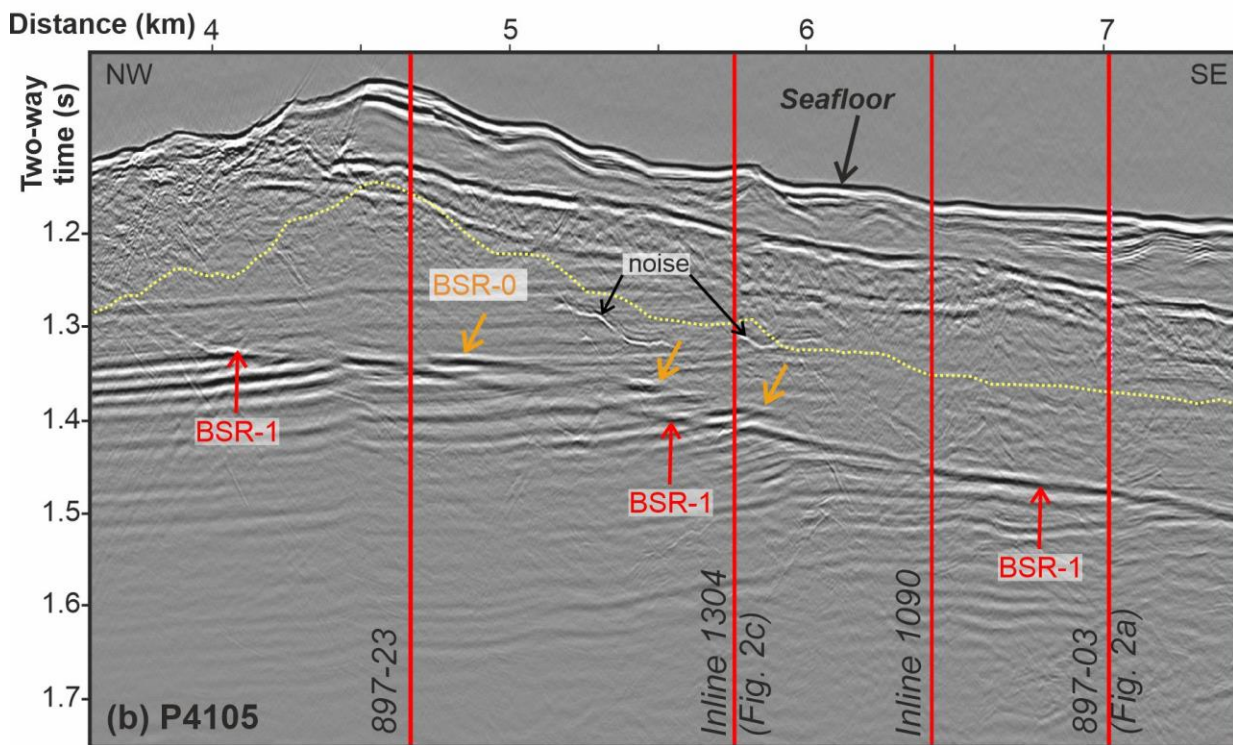 Distance (km) 4 5 6 7
NW
SE
Two-way
time (s)
Seafloor
1.2
noise
BSR-0
1.3
1.4
BSR-1
BSR-1
1.5
BSR-1
1.6
1.7
897-23
Inline 1304
(Fig. 2c)
Inline 1090
897-03
(Fig. 2a)
(b) P4105